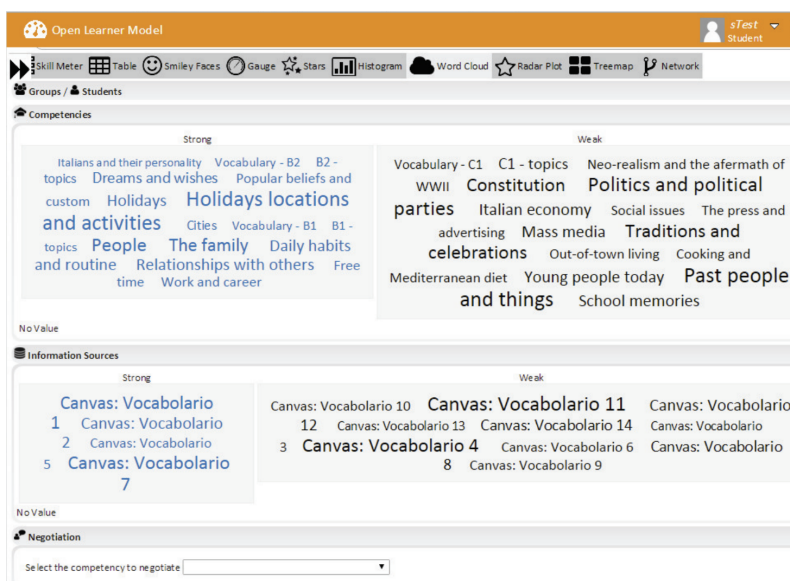 Open Learner Model
sTest
Student
Skill Meter Table Smiley Faces Gauge Stars Histogram Word Cloud Radar Plot Treemap Network
Groups / Students
Competencies
Strong
Italians and their personality Vocabulary - B2 B2 -
topics Dreams and wishes Popular beliefs and
custom Holidays Holidays locations
and activities Cities Vocabulary - B1 B1 -
topics People The family Daily habits
and routine Relationships with others Free
time Work and career
Weak
Vocabulary - C1 C1 - topics Neo-realism and the afermath of
WWII Constitution Politics and political
parties Italian economy Social issues The press and
advertising Mass media Traditions and
celebrations Out-of-town living Cooking and
Mediterranean diet Young people today Past people
and things School memories
No Value
Information Sources
Strong
Canvas: Vocabolario
1 Canvas: Vocabolario
2 Canvas: Vocabolario
5 Canvas: Vocabolario
7
Weak
Canvas: Vocabolario 10 Canvas: Vocabolario 11 Canvas: Vocabolario
12 Canvas: Vocabolario 13 Canvas: Vocabolario 14 Canvas: Vocabolario
3 Canvas: Vocabolario 4 Canvas: Vocabolario 6 Canvas: Vocabolario
8 Canvas: Vocabolario 9
No Value
Negotiation
Select the competency to negotiate